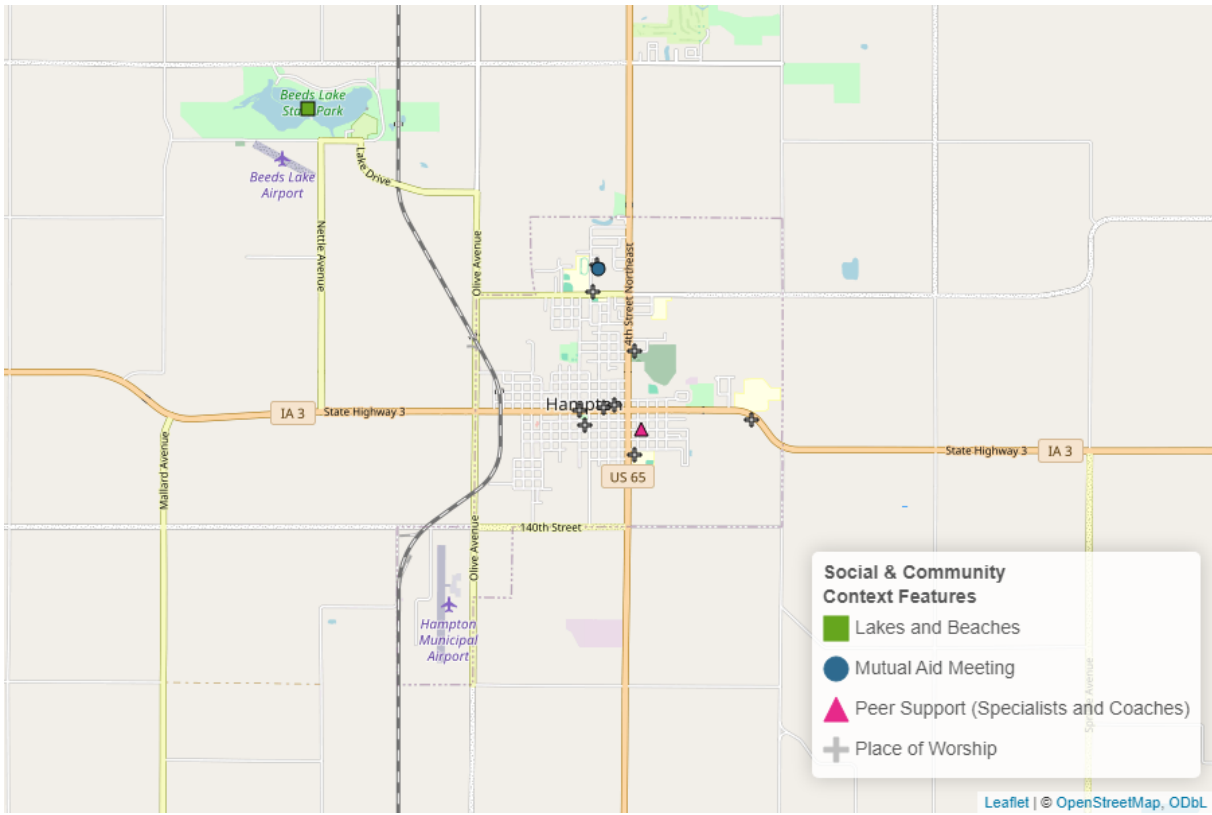 Beeds Lake
State Park
Beeds Lake
Airport
Lake Drive
Nettle Avenue
Olive Avenue
4th Street Northeast
Hampton
IA 3
State Highway 3
State Highway 3
IA 3
US 65
Mallard Avenue
140th Street
Olive Avenue
Hampton
Municipal
Airport
Social & Community
Context Features
Lakes and Beaches
Mutual Aid Meeting
Peer Support (Specialists and Coaches)
Place of Worship
Avenue
Leaflet | © OpenStreetMap, ODbL